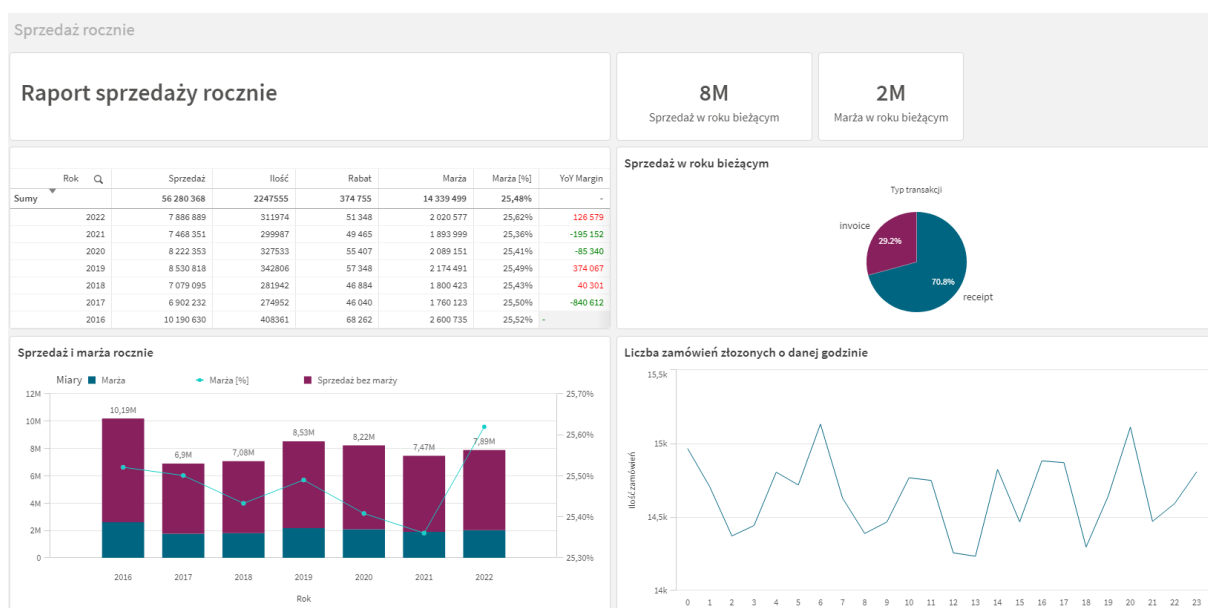 Sprzedaż rocznie
Raport sprzedaży rocznie
8M
Sprzedaż w roku bieżącym
2M
Marża w roku bieżącym
Rok Sprzedaż Ilość Rabat Marża Marża [%] YoY Margin
Sumy 56 280 368 2247555 374 755 14 339 499 25,48% -
2022 7 886 889 311974 51 348 2 020 577 25,62% 126 579
2021 7 468 351 299987 49 465 1 893 999 25,36% -195 152
2020 8 222 353 327533 55 407 2 089 151 25,41% -85 340
2019 8 530 818 342806 57 348 2 174 491 25,49% 374 067
2018 7 079 095 281942 46 884 1 800 423 25,43% 40 301
2017 6 902 232 274952 46 040 1 760 123 25,50% -840 612
2016 10 190 630 408361 68 262 2 600 735 25,52% -
Sprzedaż w roku bieżącym
Typ transakcji
invoice
29.2%
70.8%
receipt
Sprzedaż i marża rocznie
Miary Marża Marża [%] Sprzedaż bez marży
12M
10M
8M
6M
4M
2M
0
10,19M
6,9M
7,08M
8,53M
8,22M
7,47M
7,89M
25,70%
25,60%
25,50%
25,40%
25,30%
2016 2017 2018 2019 2020 2021 2022
Rok
Liczba zamówień złozonych o danej godzinie
15,5k
15k
14,5k
14k
Ilość zamówień
0 1 2 3 4 5 6 7 8 9 10 11 12 13 14 15 16 17 18 19 20 21 22 23